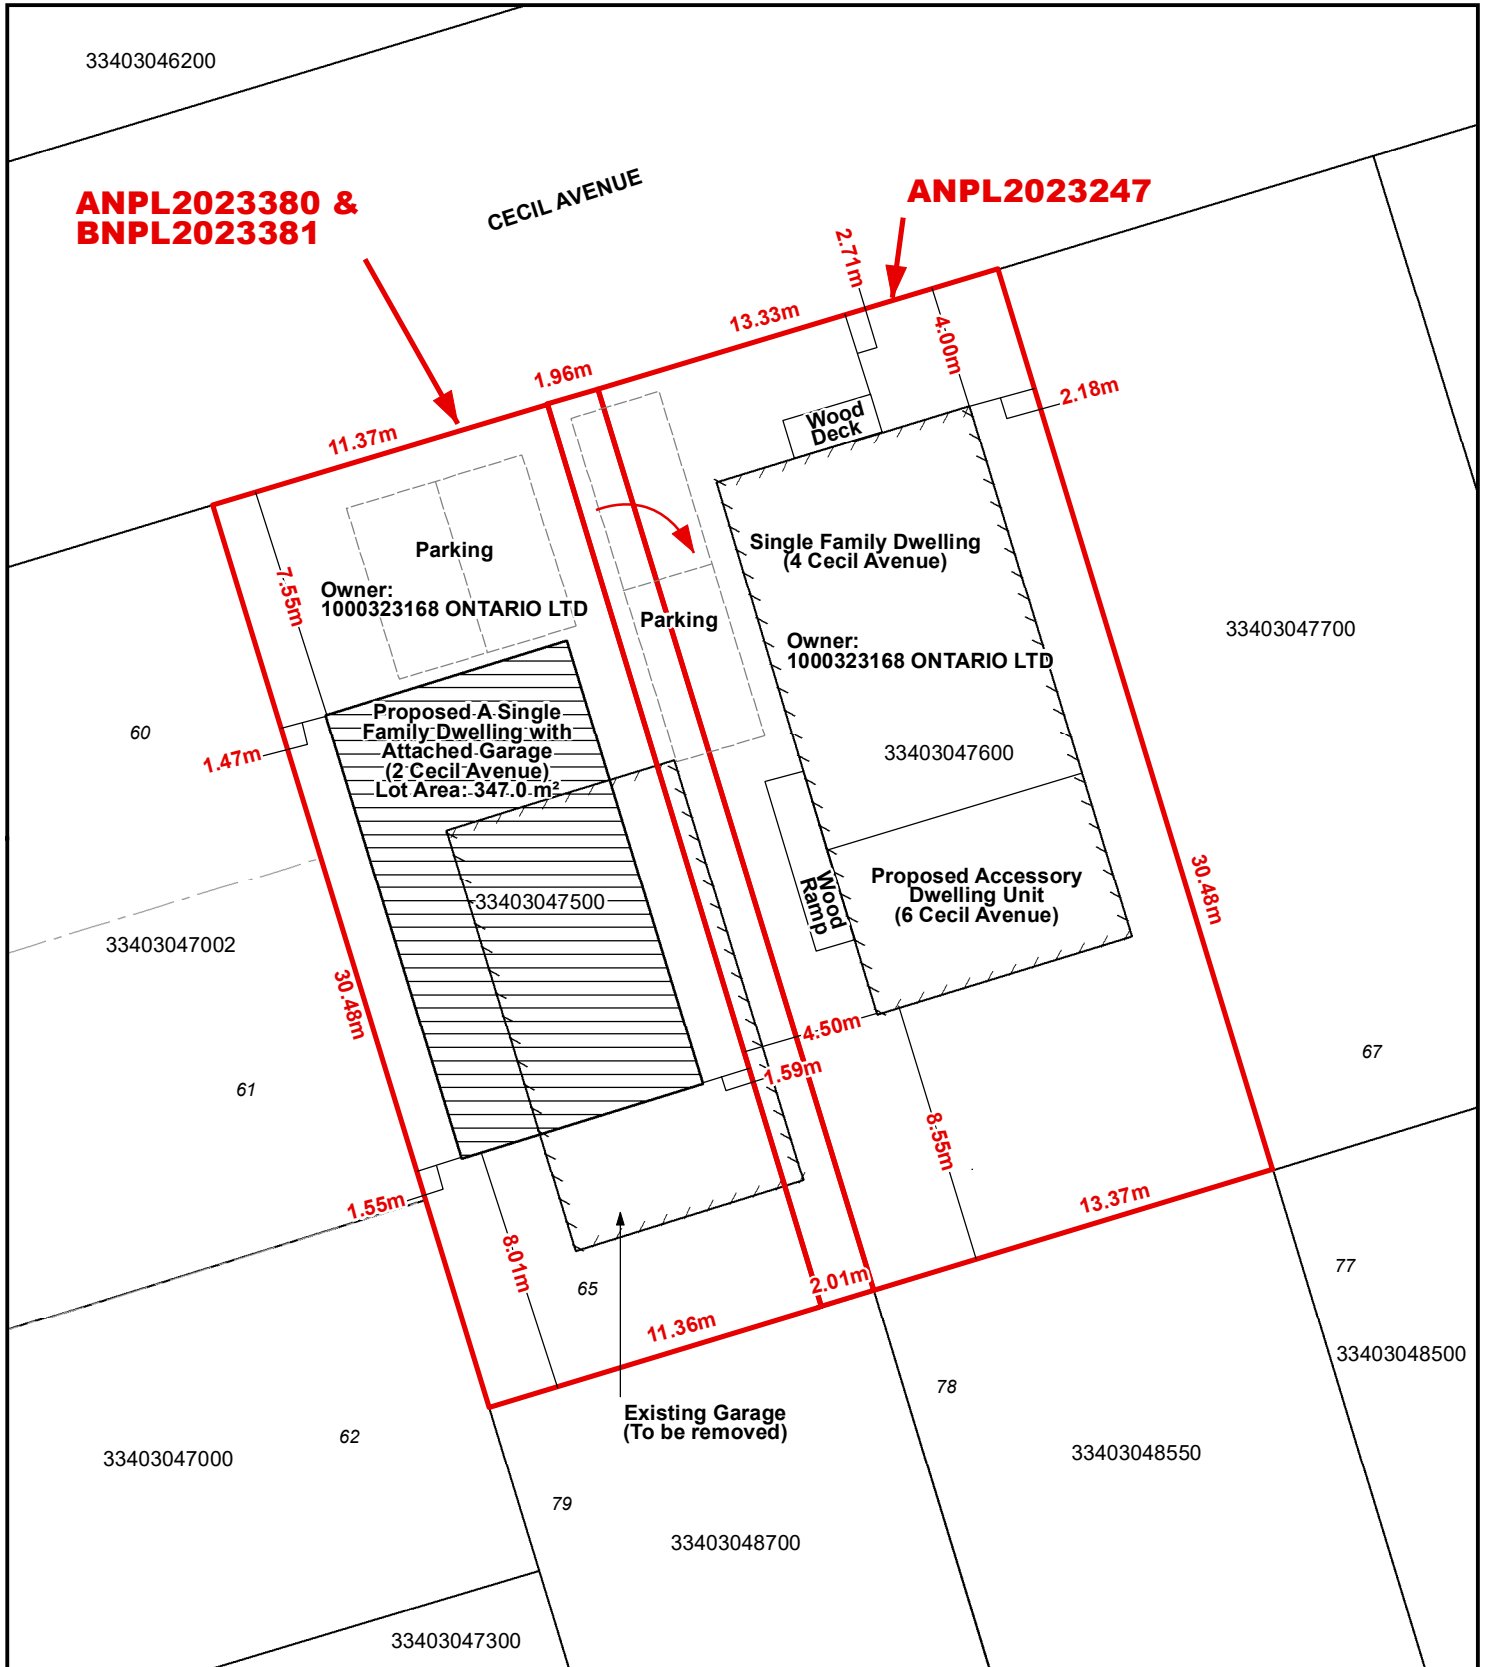 33403046200
CECIL AVENUE
ANPL2023380 &
BNPL2023381
ANPL2023247
2.71m
13.33m
4.00m
1.96m
2.18m
11.37m
Wood
Deck
Parking
Single Family Dwelling
(4 Cecil Avenue)
7.55m
Owner:
1000323168 ONTARIO LTD
Parking
Owner:
1000323168 ONTARIO LTD
33403047700
60
1.47m
Proposed A Single
Family Dwelling with
Attached Garage
(2 Cecil Avenue)
Lot Area: 347.0 m²
33403047600
Wood
Ramp
Proposed Accessory
Dwelling Unit
(6 Cecil Avenue)
30.48m
33403047500
33403047002
30.48m
4.50m
1.59m
67
61
8.55m
1.55m
13.37m
8.01m
2.01m
65
77
11.36m
33403048500
78
Existing Garage
(To be removed)
62
33403047000
33403048550
79
33403048700
33403047300